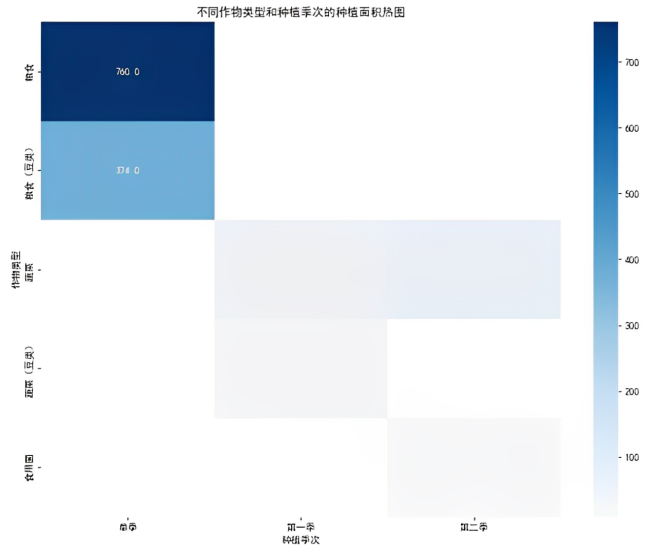 不同作物类型和种植季次的种植面积热图
粮食
760.0
粮食（豆类）
作物类型
蔬菜
蔬菜（豆类）
食用菌
单季
第一季
第二季
种植季次
700
600
500
400
300
200
100